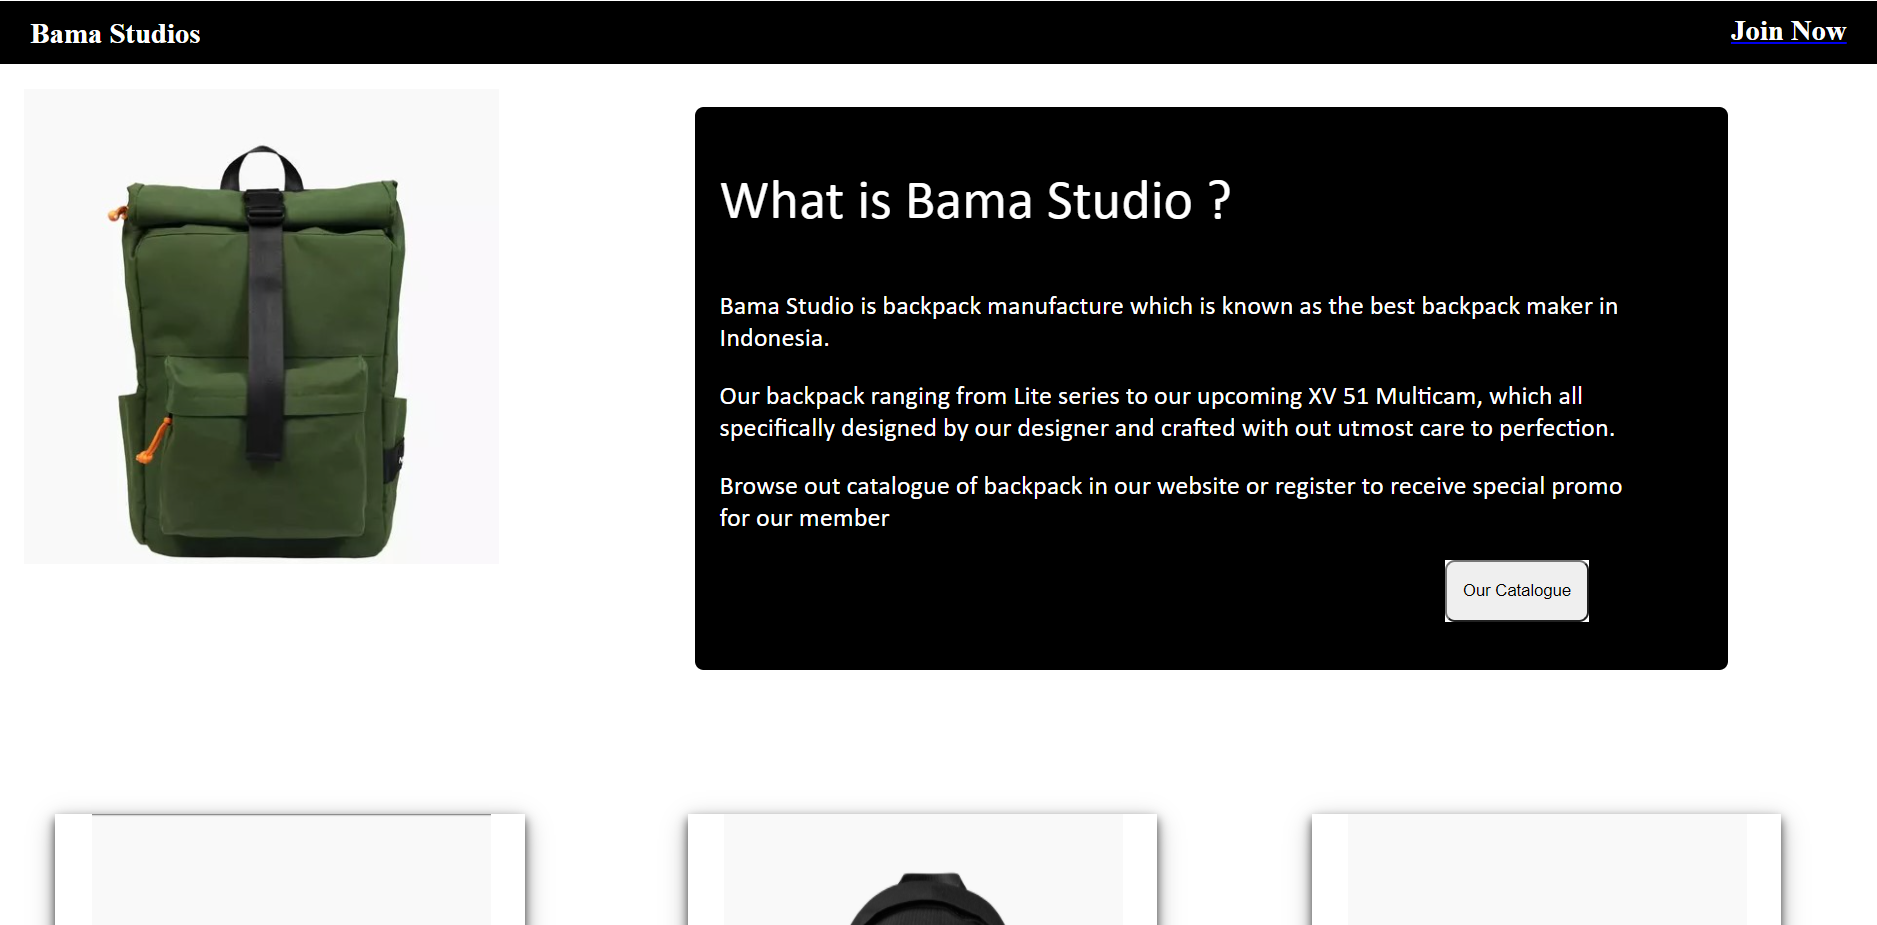 Bama Studios
Join Now
What is Bama Studio ?
Bama Studio is backpack manufacture which is known as the best backpack maker in
Indonesia.
Our backpack ranging from Lite series to our upcoming XV 51 Multicam, which all
specifically designed by our designer and crafted with out utmost care to perfection.
Browse out catalogue of backpack in our website or register to receive special promo
for our member
Our Catalogue